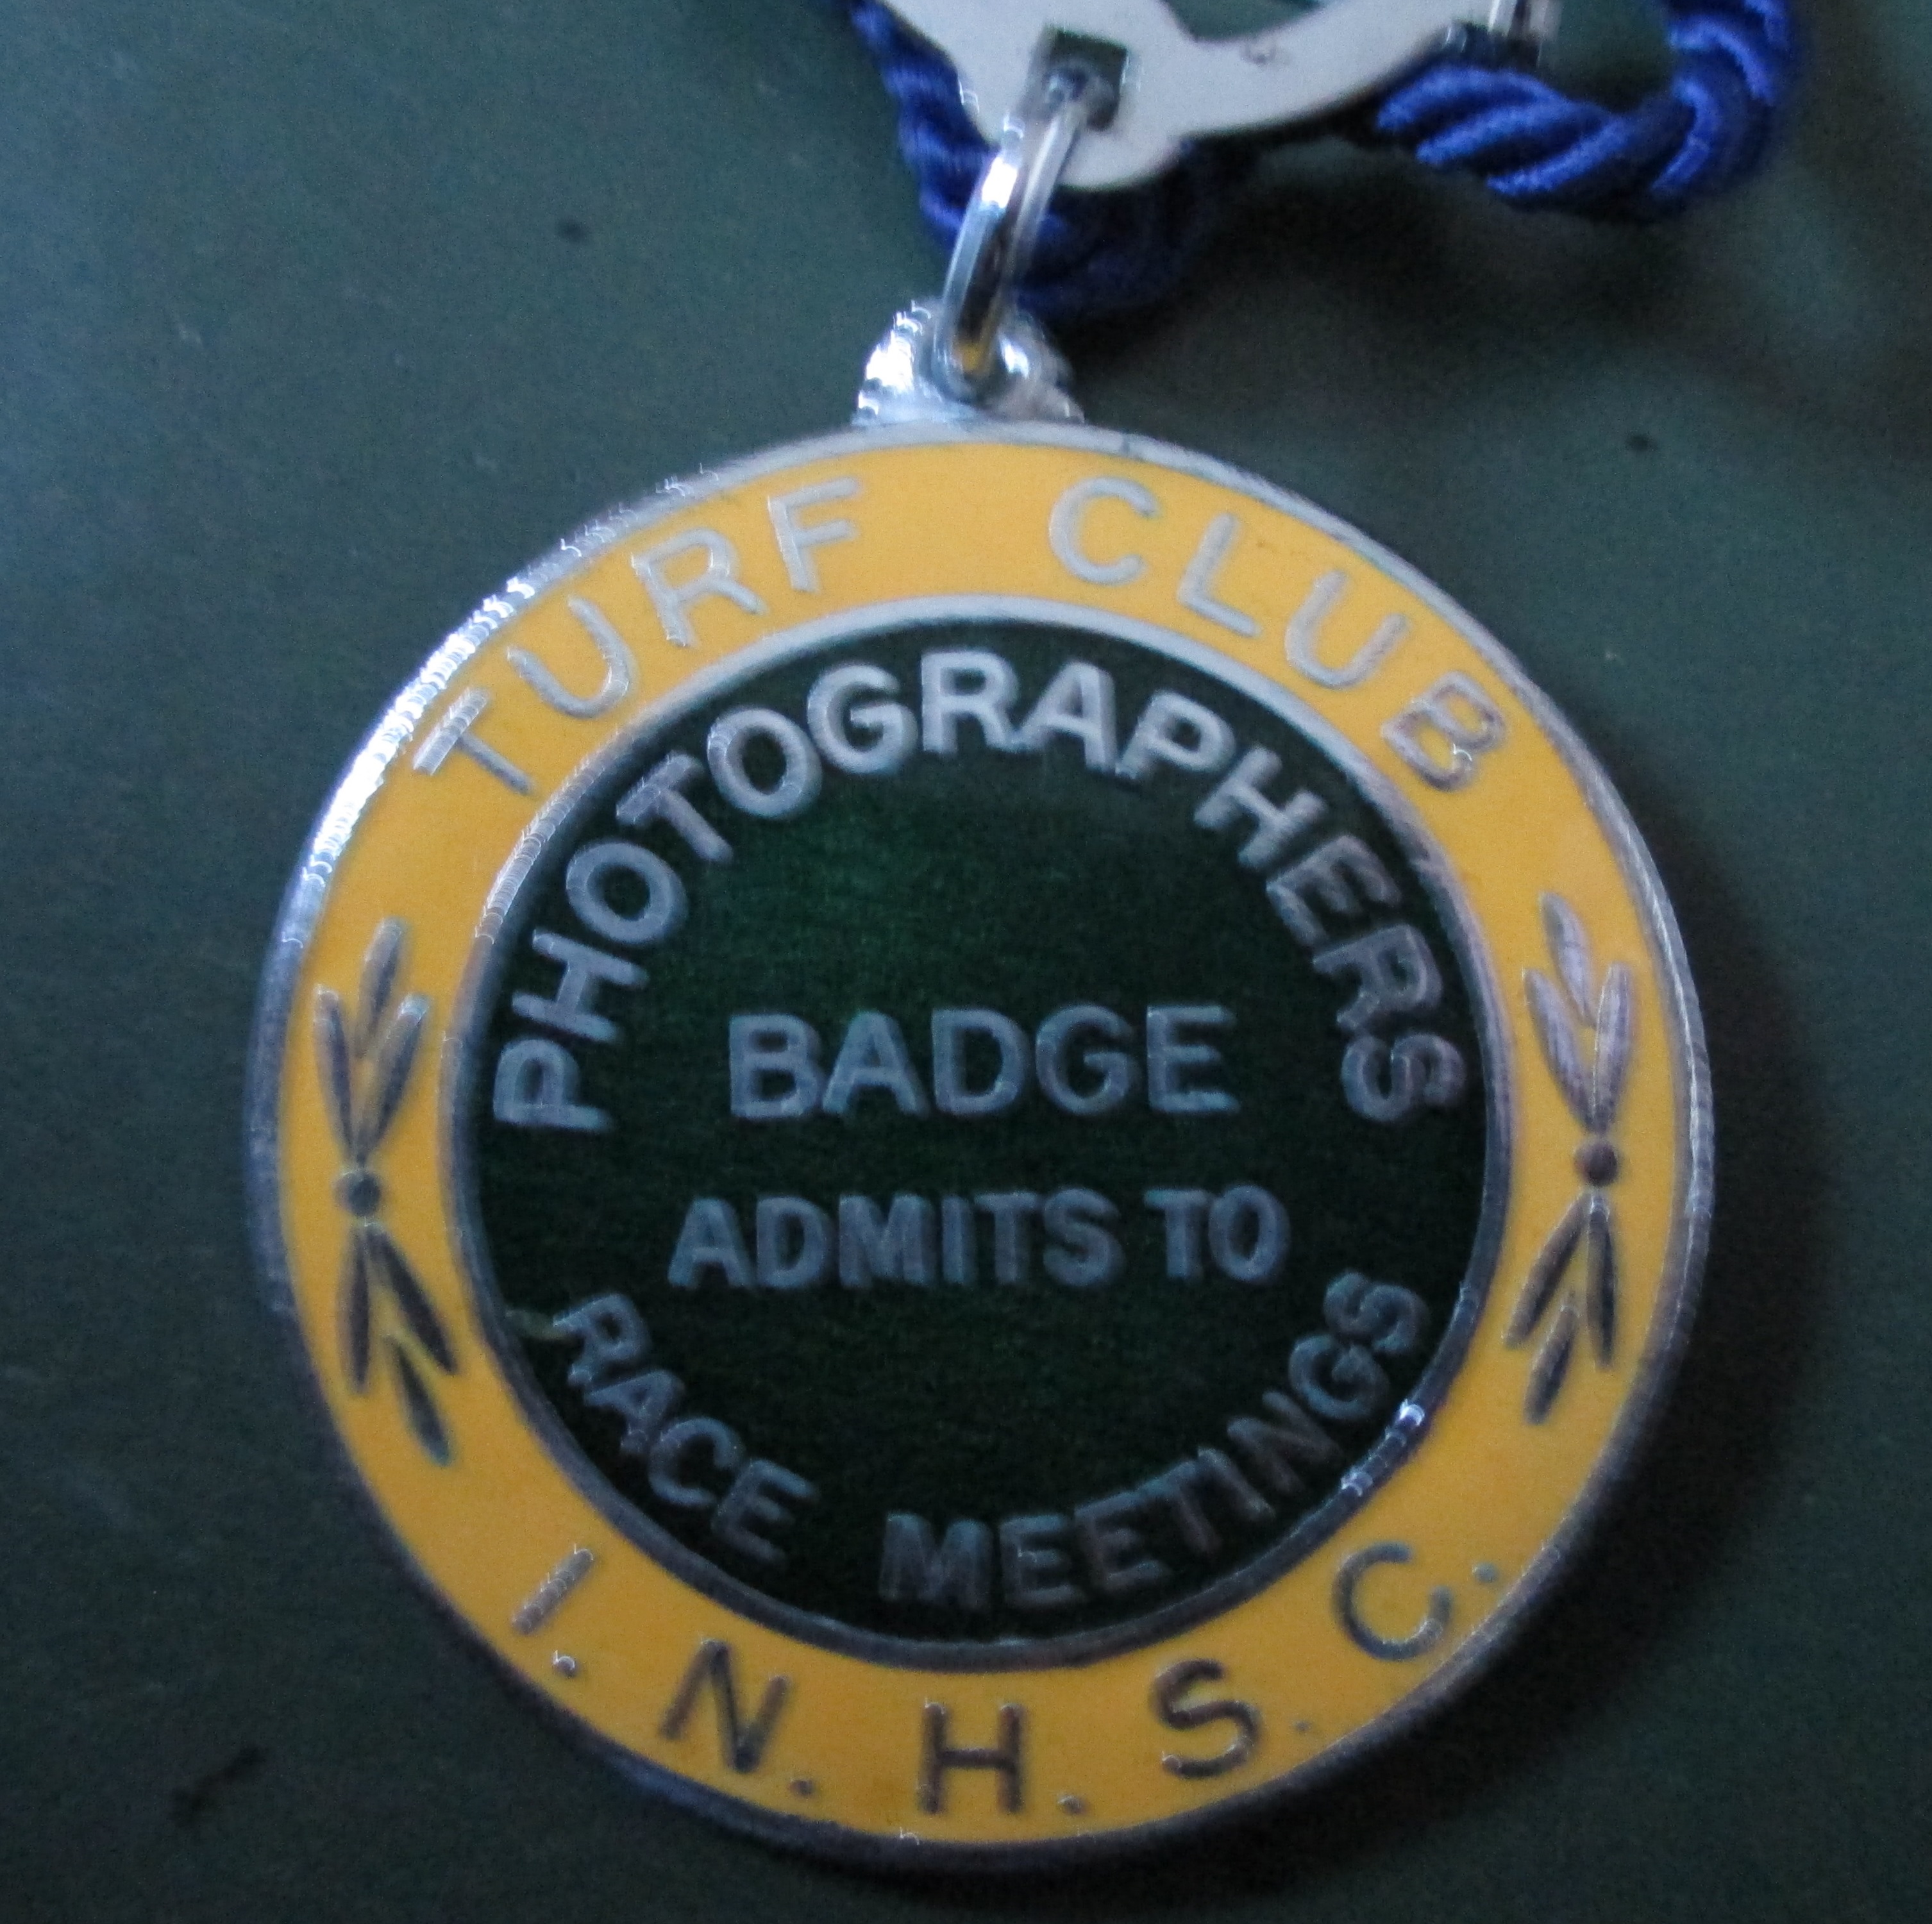 TURF CLUB
PHOTOGRAPHERS
BADGE
ADMITS TO
RACE MEETINGS
I.N.H.S.C.